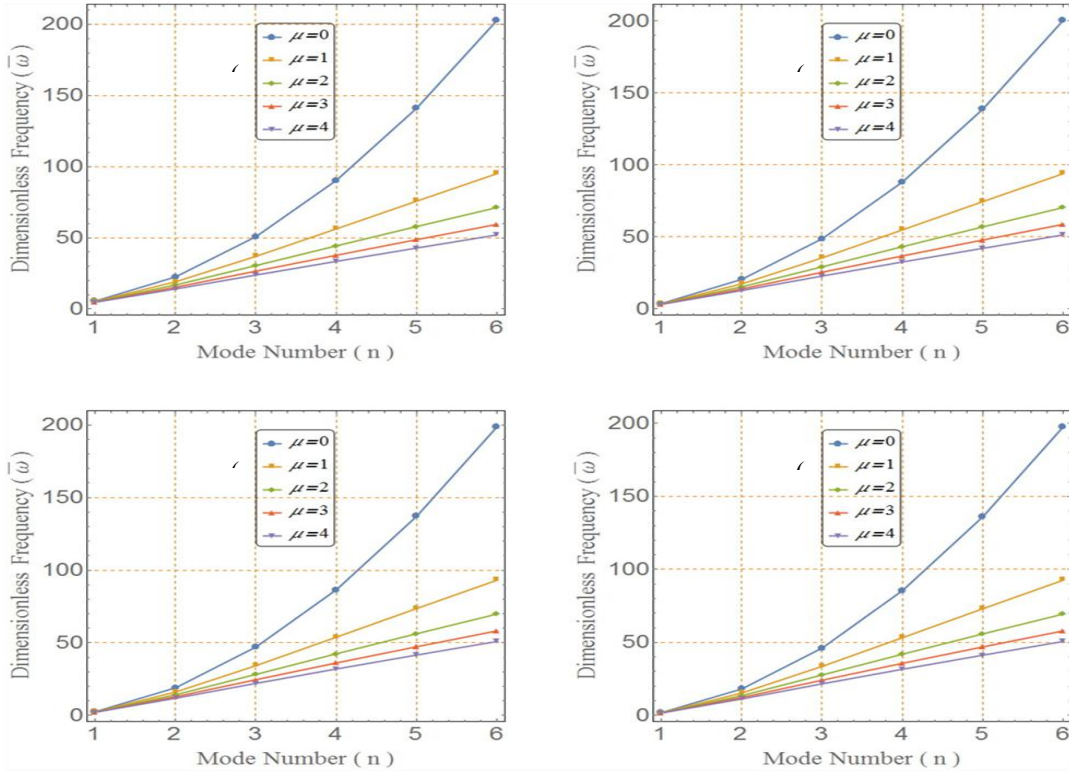 Dimensionless Frequency ( ω̅ )
200
150
100
50
0
μ=0
μ=1
μ=2
μ=3
μ=4
1 2 3 4 5 6
Mode Number ( n )
Dimensionless Frequency ( ω̅ )
200
150
100
50
0
μ=0
μ=1
μ=2
μ=3
μ=4
1 2 3 4 5 6
Mode Number ( n )
Dimensionless Frequency ( ω̅ )
200
150
100
50
0
μ=0
μ=1
μ=2
μ=3
μ=4
1 2 3 4 5 6
Mode Number ( n )
Dimensionless Frequency ( ω̅ )
200
150
100
50
0
μ=0
μ=1
μ=2
μ=3
μ=4
1 2 3 4 5 6
Mode Number ( n )